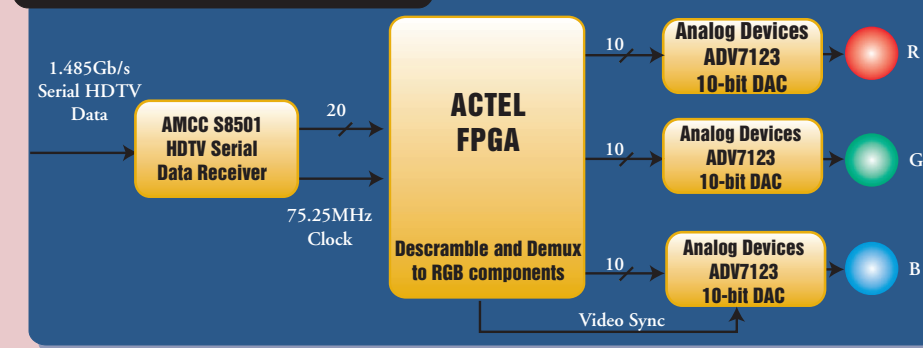 1.485Gb/s
Serial HDTV
Data
AMCC S8501
HDTV Serial
Data Receiver
20
75.25MHz
Clock
ACTEL
FPGA
Descramble and Demux
to RGB components
10
Analog Devices
ADV7123
10-bit DAC
R
10
Analog Devices
ADV7123
10-bit DAC
G
10
Analog Devices
ADV7123
10-bit DAC
B
Video Sync